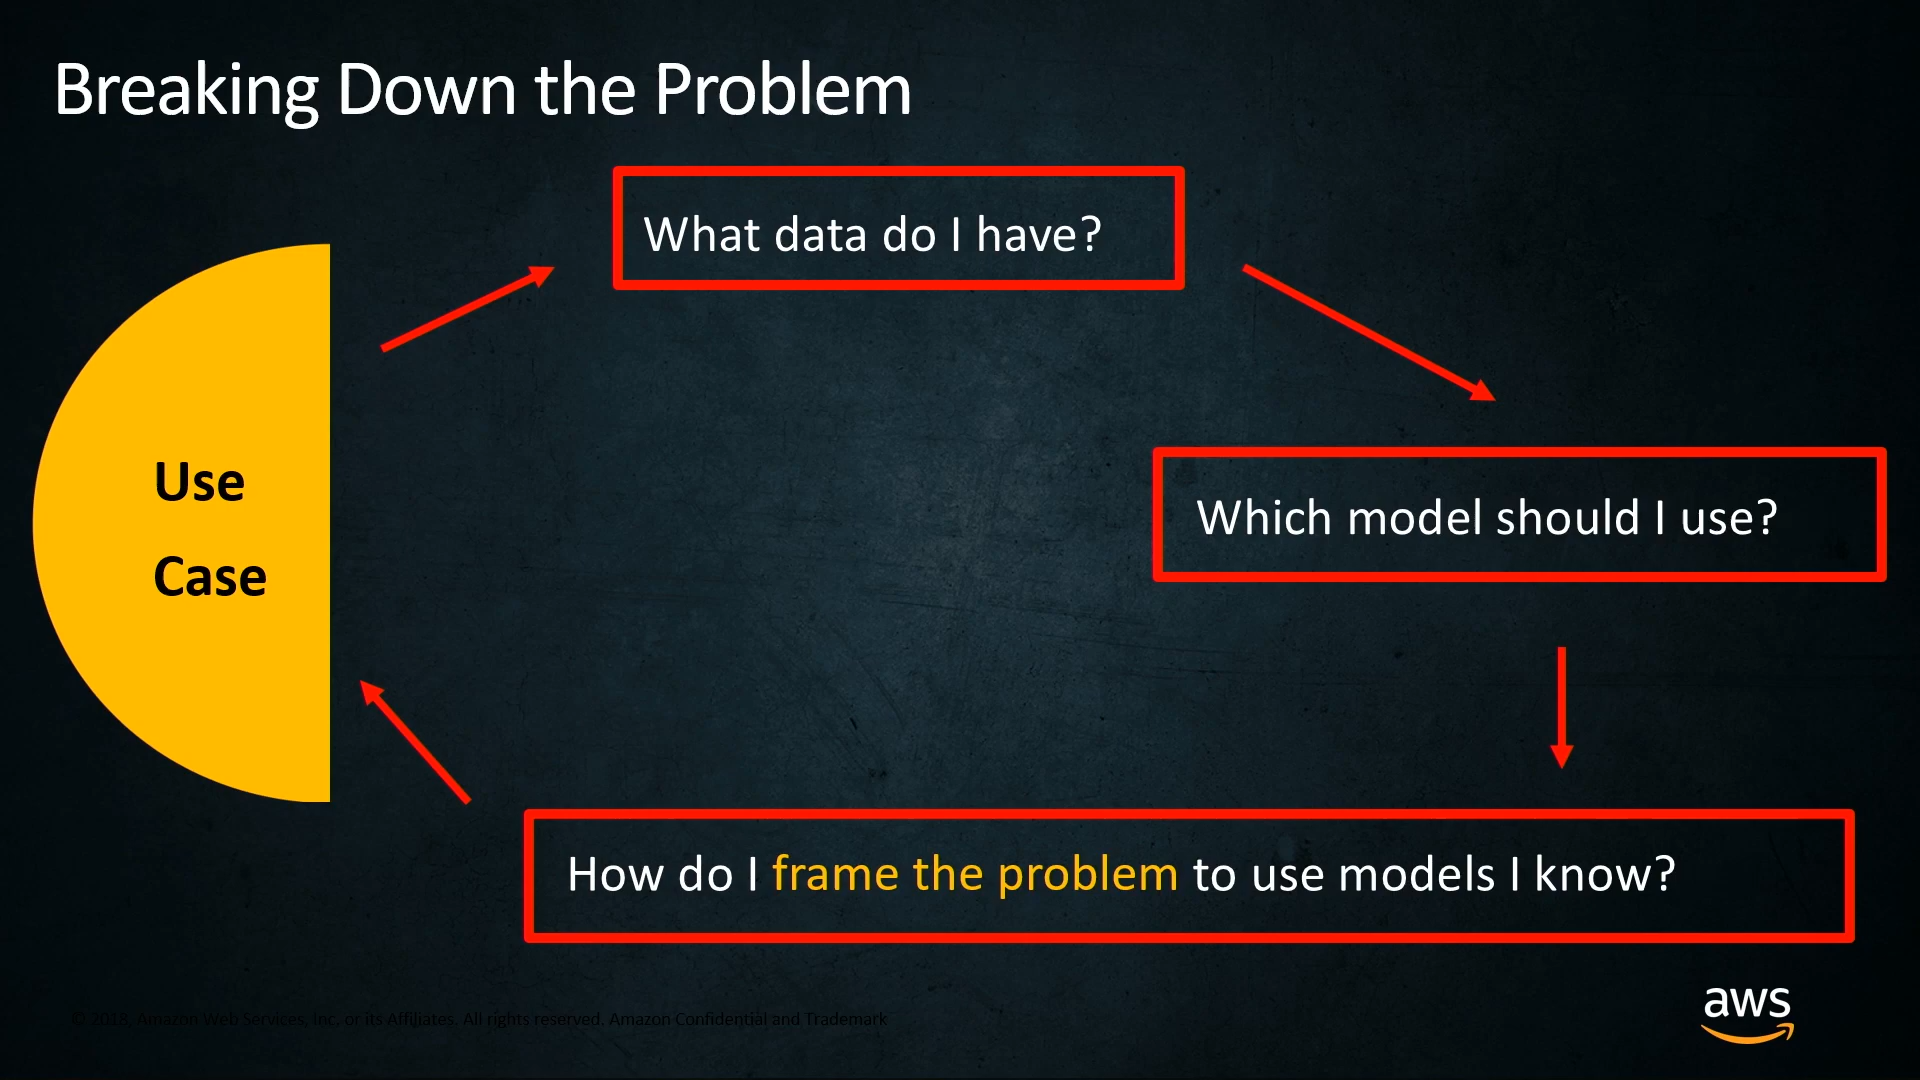 Breaking Down the Problem
What data do I have?
Use
Case
Which model should I use?
How do I frame the problem to use models I know?
© 2018, Amazon Web Services, Inc. or its Affiliates. All rights reserved. Amazon Confidential and Trademark
aws